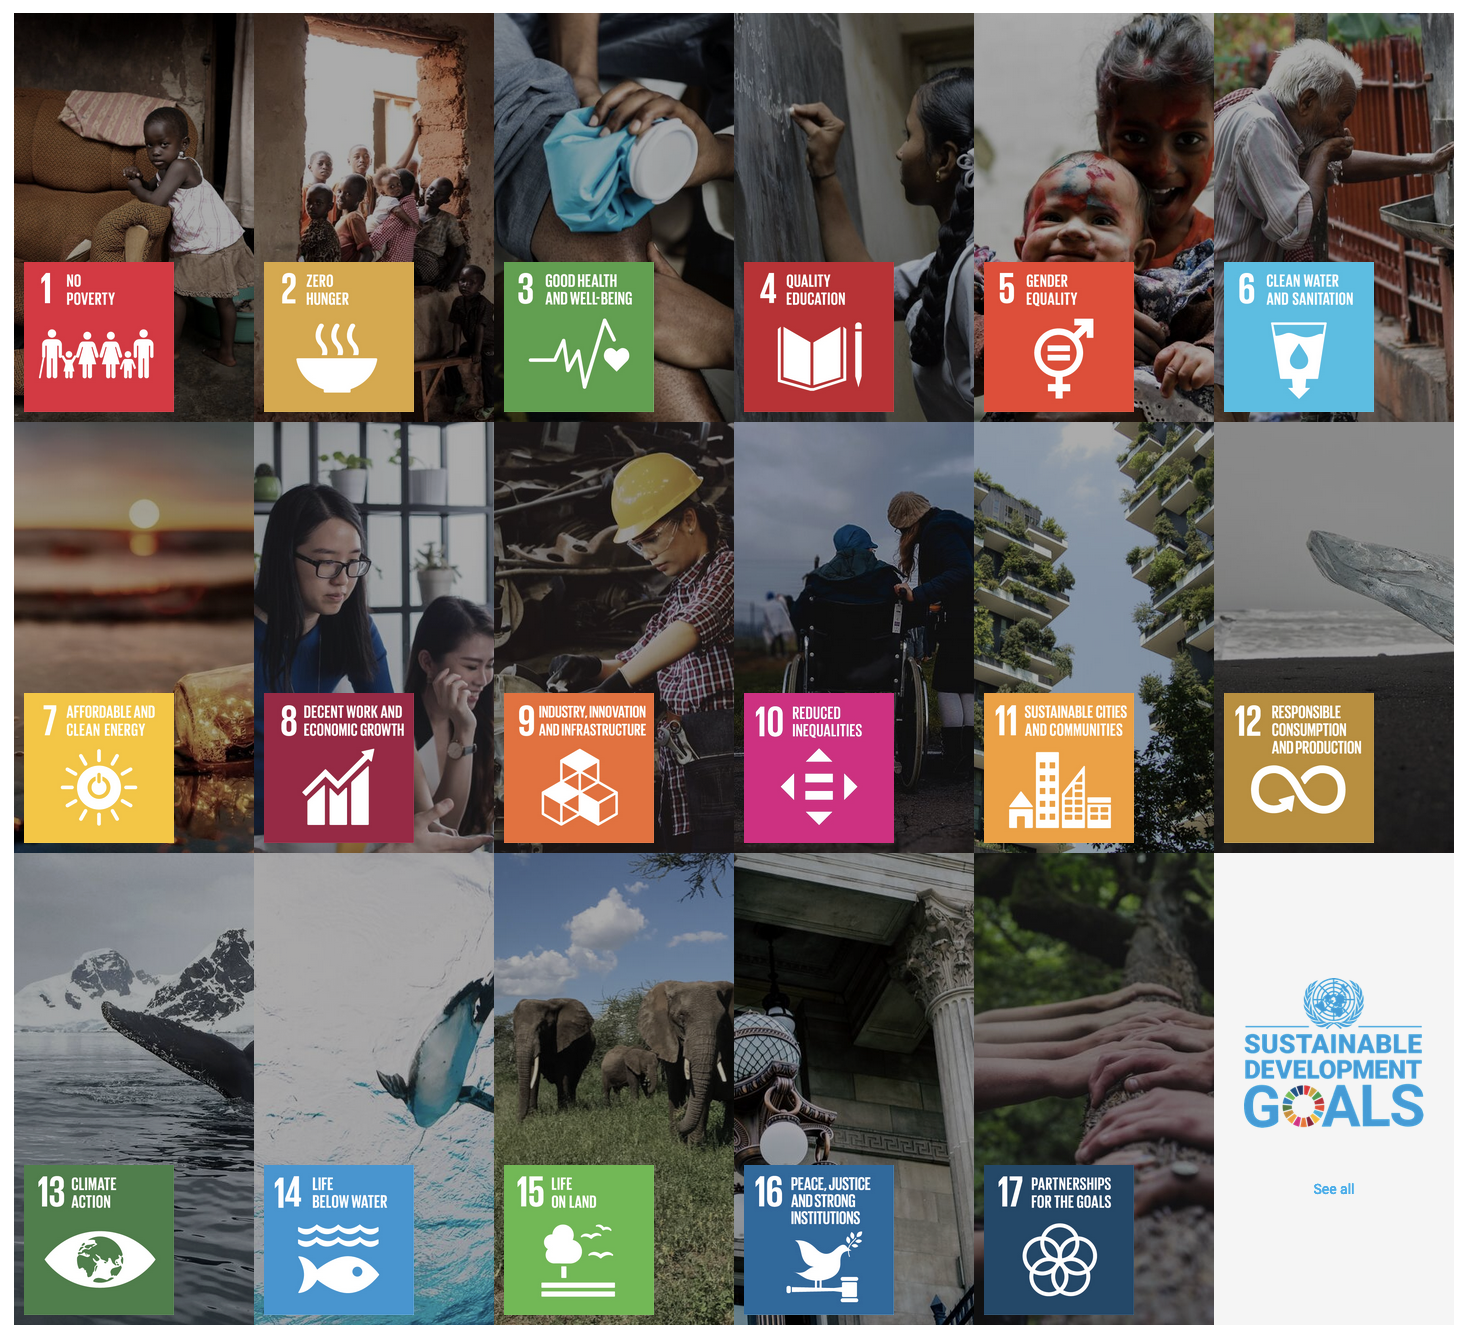 1 NO
POVERTY
2 ZERO
HUNGER
3 GOOD HEALTH
AND WELL-BEING
4 QUALITY
EDUCATION
5 GENDER
EQUALITY
6 CLEAN WATER
AND SANITATION
7 AFFORDABLE AND
CLEAN ENERGY
8 DECENT WORK AND
ECONOMIC GROWTH
9 INDUSTRY, INNOVATION
AND INFRASTRUCTURE
10 REDUCED
INEQUALITIES
11 SUSTAINABLE CITIES
AND COMMUNITIES
12 RESPONSIBLE
CONSUMPTION
AND PRODUCTION
13 CLIMATE
ACTION
14 LIFE
BELOW WATER
15 LIFE
ON LAND
16 PEACE, JUSTICE
AND STRONG
INSTITUTIONS
17 PARTNERSHIPS
FOR THE GOALS
SUSTAINABLE
DEVELOPMENT
GOALS
See all